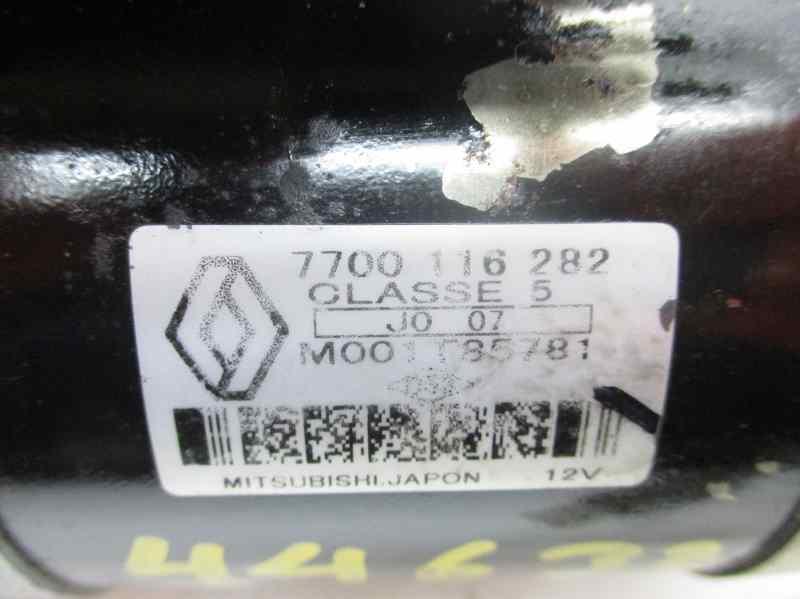 7700 116 282
CLASSE 5
J0 07
M001T85781
MITSUBISHI.JAPON 12V